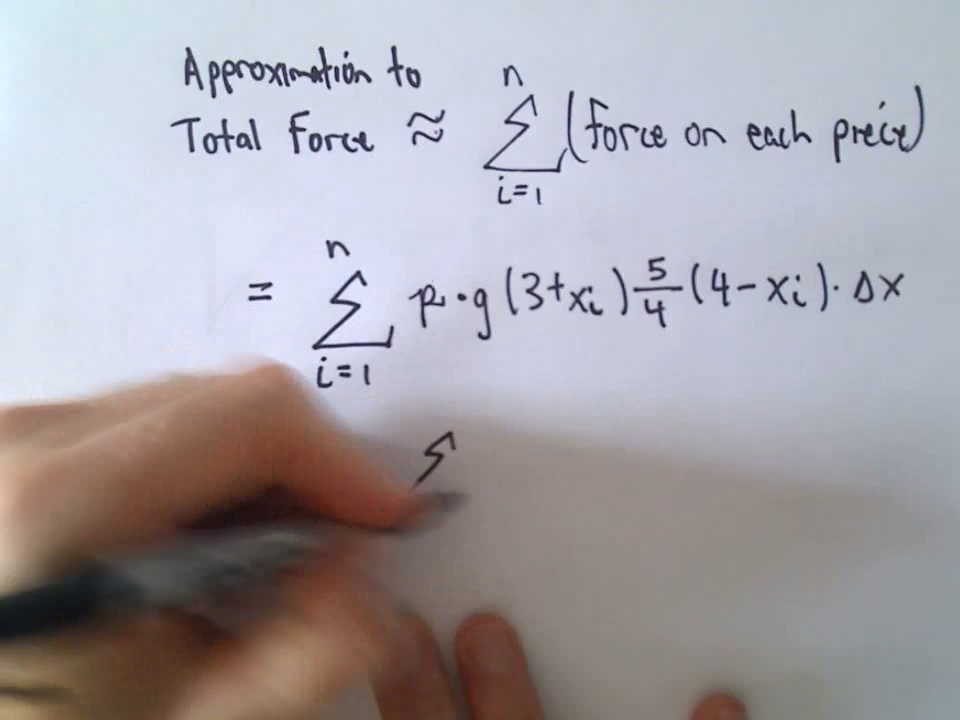 Approximation to
Total Force ≈ n ∑ i=1 (force on each piece)
= n ∑ i=1 p·g (3+xi) 5/4 (4-xi)·Δx
∑